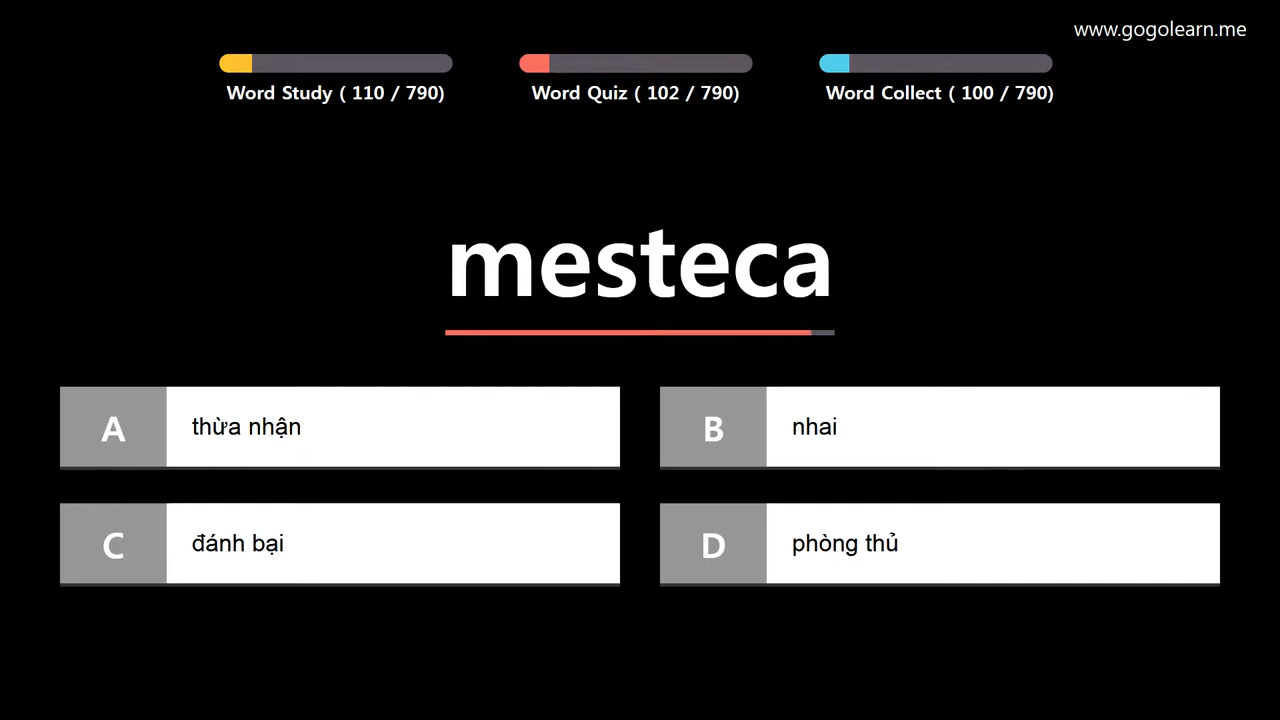 www.gogolearn.me
Word Study ( 110 / 790)
Word Quiz ( 102 / 790)
Word Collect ( 100 / 790)
mesteca
A thừa nhận
B nhai
C đánh bại
D phòng thủ